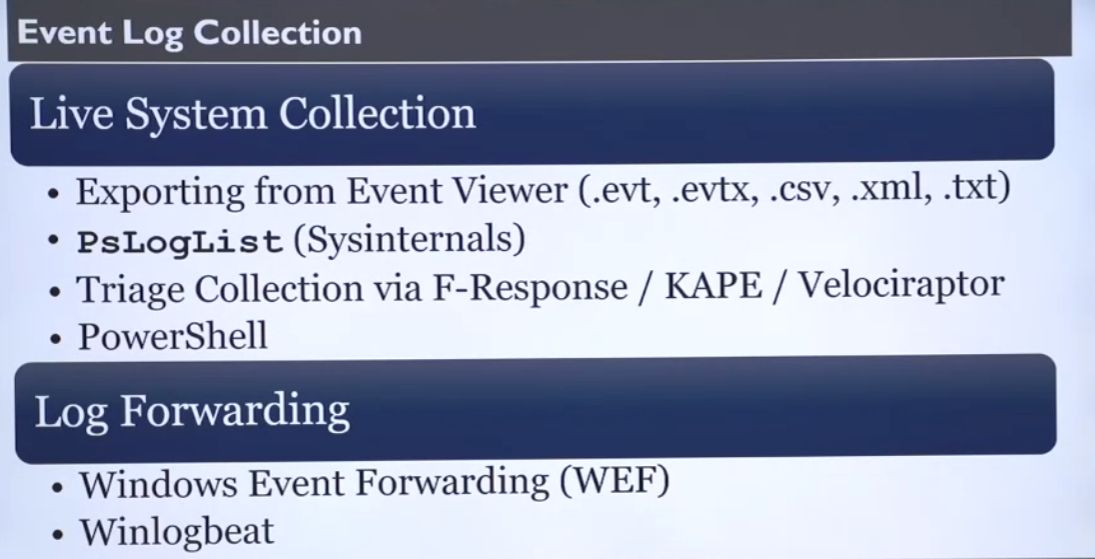 Event Log Collection
Live System Collection
• Exporting from Event Viewer (.evt, .evtx, .csv, .xml, .txt)
• PsLogList (Sysinternals)
• Triage Collection via F-Response / KAPE / Velociraptor
• PowerShell
Log Forwarding
• Windows Event Forwarding (WEF)
• Winlogbeat